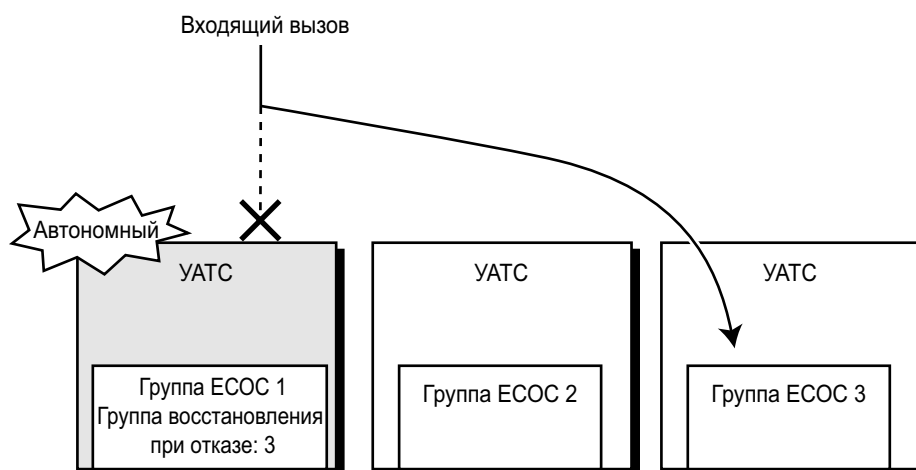 Входящий вызов
Автономный
УАТС
УАТС
УАТС
Группа ЕСОС 1
Группа восстановления
при отказе: 3
Группа ЕСОС 2
Группа ЕСОС 3